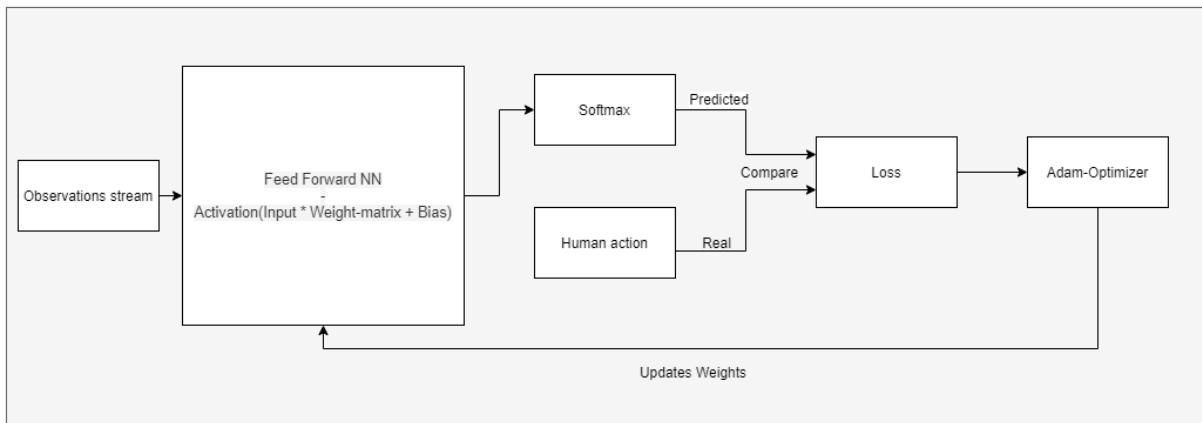 Observations stream
Feed Forward NN
-
Activation(Input * Weight-matrix + Bias)
Softmax
Predicted
Human action
Real
Compare
Loss
Adam-Optimizer
Updates Weights